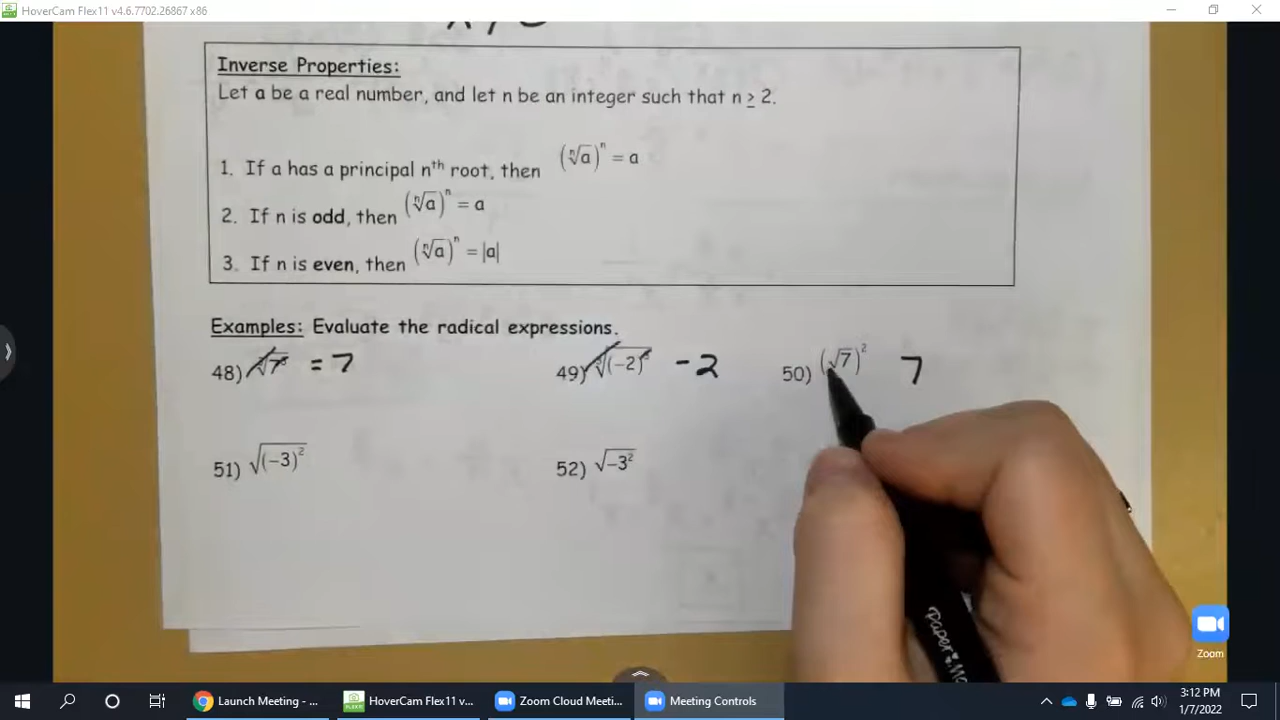 HoverCam Flex11 v4.6.7702.26867 x86
Inverse Properties:
Let a be a real number, and let n be an integer such that n ≥ 2.
1. If a has a principal nth root, then (ⁿ√a)ⁿ = a
2. If n is odd, then (ⁿ√a)ⁿ = a
3. If n is even, then (ⁿ√a)ⁿ = |a|
Examples: Evaluate the radical expressions.
48) = 7
49) √(-2) -2
50) (√7)² 7
51) √(-3)²
52) √-3²
Paper
Zoom
Launch Meeting - ...
HoverCam Flex11 v...
Zoom Cloud Meeti...
Meeting Controls
3:12 PM
1/7/2022